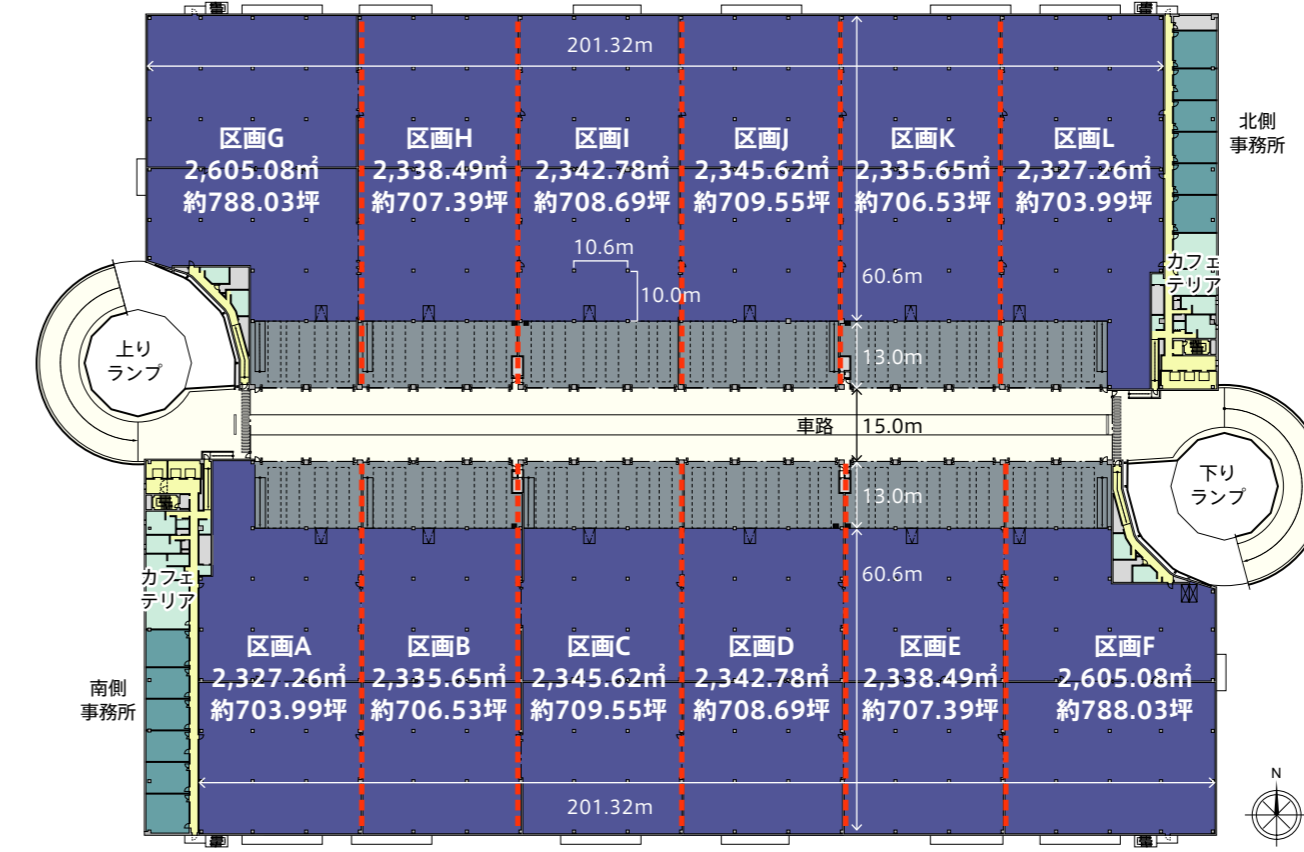 201.32m
区画G
2,605.08㎡
約788.03坪
区画H
2,338.49㎡
約707.39坪
区画I
2,342.78㎡
約708.69坪
区画J
2,345.62㎡
約709.55坪
区画K
2,335.65㎡
約706.53坪
区画L
2,327.26㎡
約703.99坪
北側
事務所
カフェ
テリア
10.6m
10.0m
60.6m
13.0m
上り
ランプ
車路
15.0m
13.0m
下り
ランプ
60.6m
カフェ
テリア
南側
事務所
区画A
2,327.26㎡
約703.99坪
区画B
2,335.65㎡
約706.53坪
区画C
2,345.62㎡
約709.55坪
区画D
2,342.78㎡
約708.69坪
区画E
2,338.49㎡
約707.39坪
区画F
2,605.08㎡
約788.03坪
201.32m
N